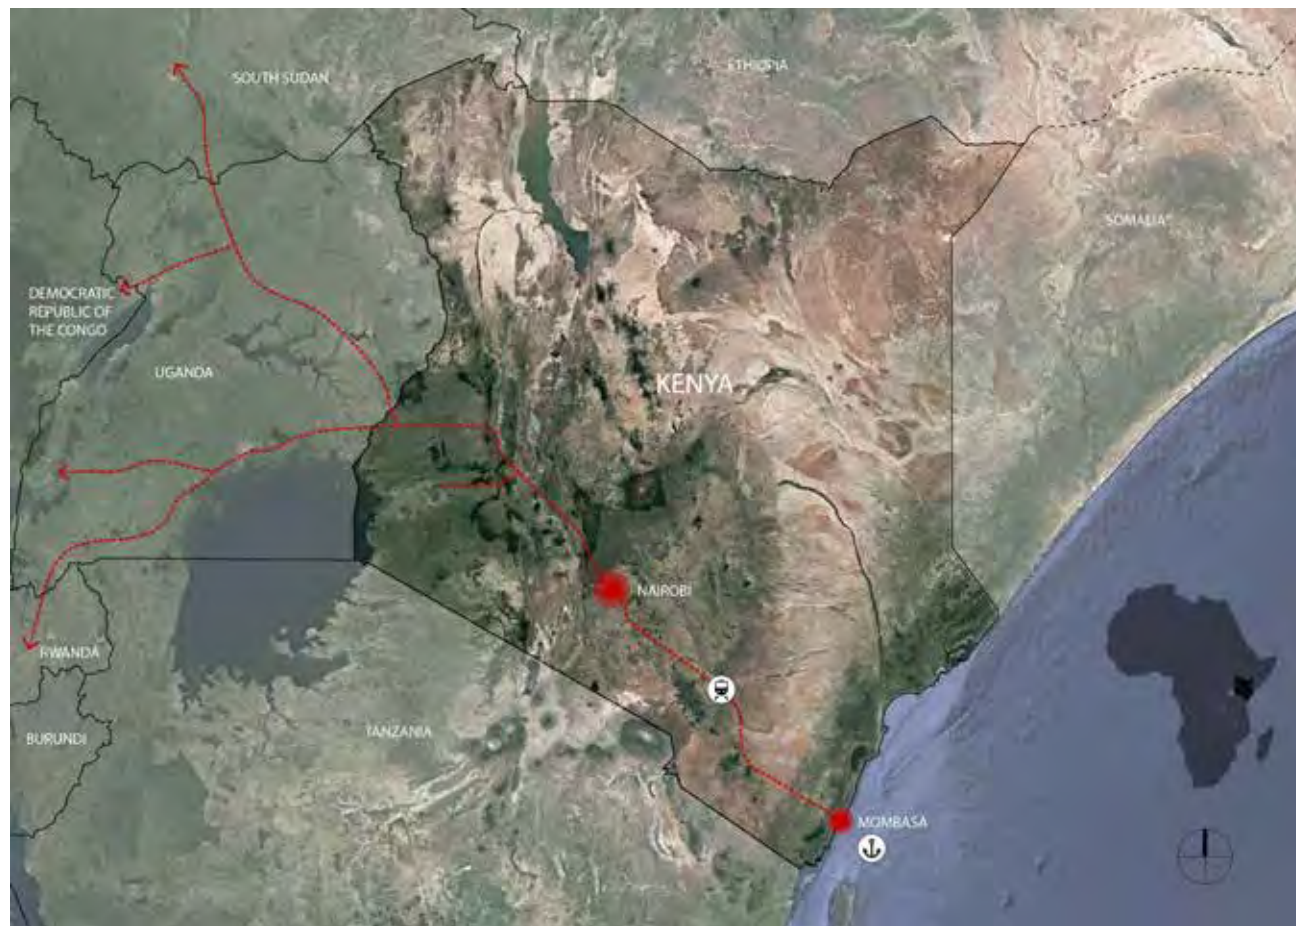 SOUTH SUDAN
ETHIOPIA
SOMALIA
DEMOCRATIC
REPUBLIC OF
THE CONGO
UGANDA
KENYA
NAIROBI
RWANDA
BURUNDI
TANZANIA
MOMBASA